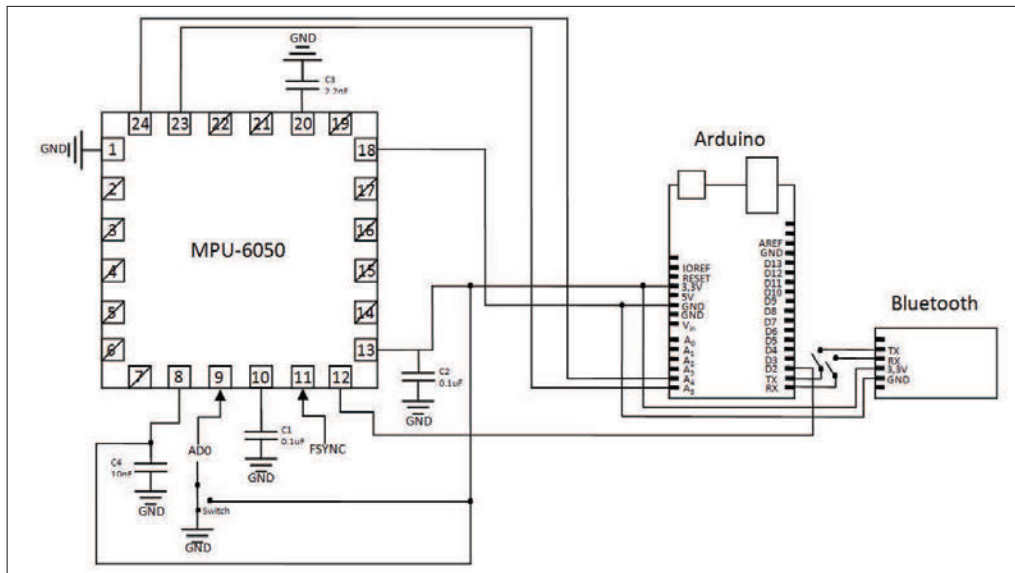 GND
C3
2.2nF
24 23 22 21 20 19
GND 1 18
2 17
3 16
4 15
5 14
6 13
7 8 9 10 11 12
MPU-6050
C2
0.1uF
GND
C1
0.1uF
GND
AD0
FSYNC
C4
10nF
GND
Switch
GND
Arduino
IOREF
RESET
3,3V
5V
GND
GND
Vin
A0
A1
A2
A3
A4
A5
AREF
GND
D13
D12
D11
D10
D9
D8
D7
D6
D5
D4
D3
D2
TX
RX
Bluetooth
TX
RX
3,3V
GND